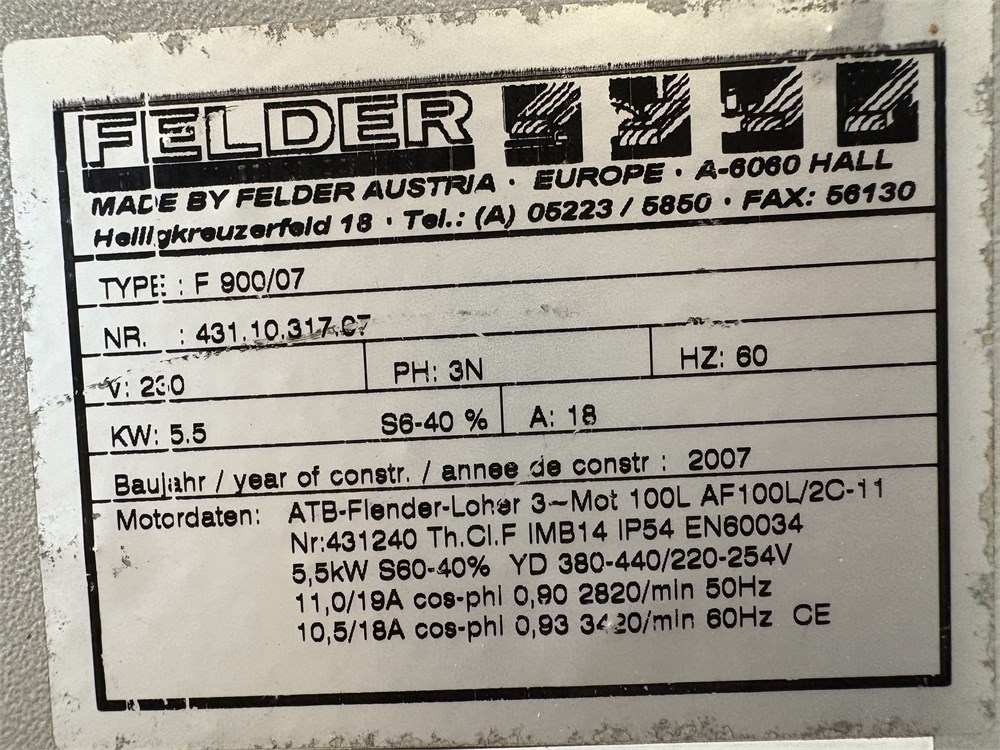 FELDER
MADE BY FELDER AUSTRIA · EUROPE · A-6060 HALL
Heiligkreuzerfeld 18 · Tel.: (A) 05223 / 5850 · FAX: 56130
TYPE : F 900/07
NR. : 431.10.317.07
V: 230 PH: 3N HZ: 60
KW: 5.5 S6-40 % A: 18
Baujahr / year of constr. / annee de constr : 2007
Motordaten: ATB-Flender-Loher 3~Mot 100L AF100L/2C-11
Nr:431240 Th.Cl.F IMB14 IP54 EN60034
5,5kW S60-40% YD 380-440/220-254V
11,0/19A cos-phi 0,90 2820/min 50Hz
10,5/18A cos-phi 0,93 3420/min 60Hz CE